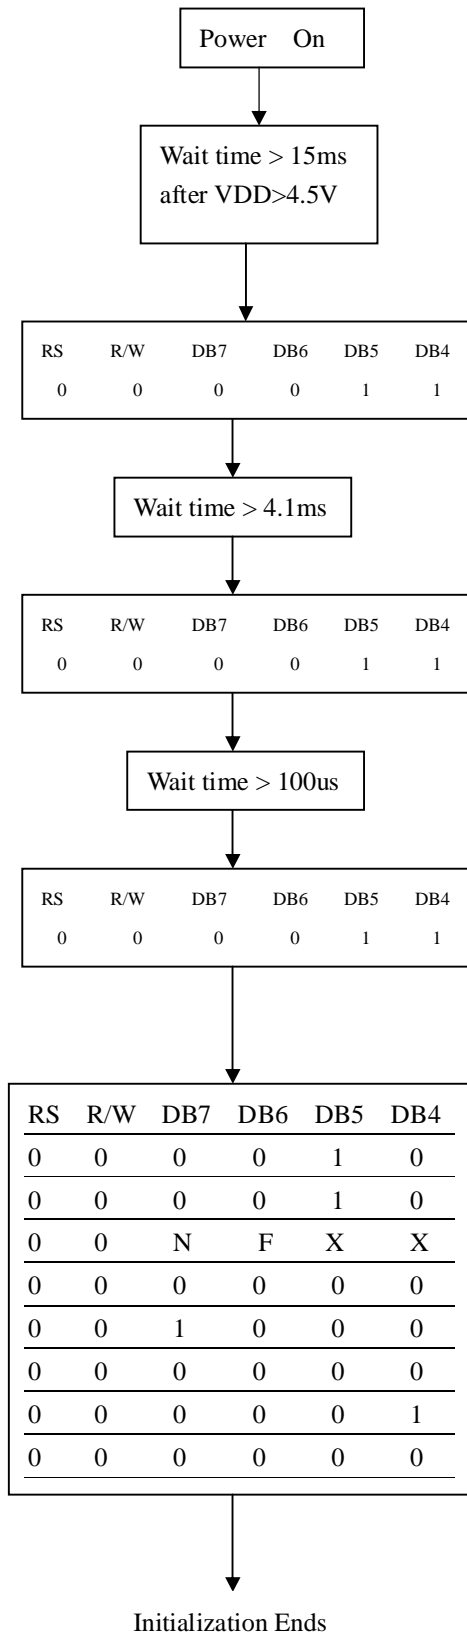 Power On
Wait time > 15ms
after VDD>4.5V
RS R/W DB7 DB6 DB5 DB4
0 0 0 0 1 1
Wait time > 4.1ms
RS R/W DB7 DB6 DB5 DB4
0 0 0 0 1 1
Wait time > 100us
RS R/W DB7 DB6 DB5 DB4
0 0 0 0 1 1
RS R/W DB7 DB6 DB5 DB4
0 0 0 0 1 0
0 0 0 0 1 0
0 0 N F X X
0 0 0 0 0 0
0 0 1 0 0 0
0 0 0 0 0 0
0 0 0 0 0 1
0 0 0 0 0 0
Initialization Ends